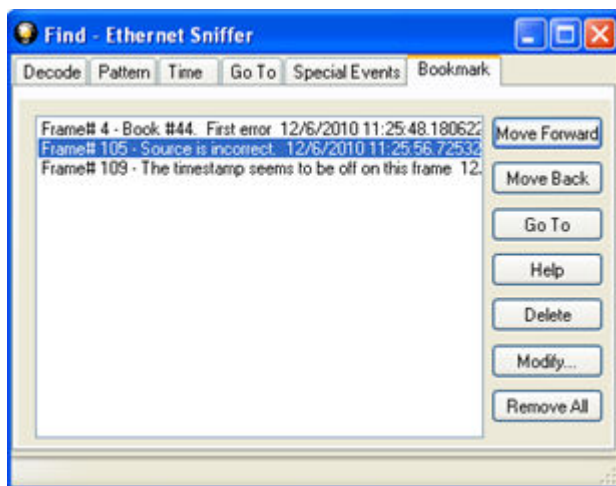 Find - Ethernet Sniffer
Decode Pattern Time Go To Special Events Bookmark
Frame# 4 - Book #44. First error 12/6/2010 11:25:48.180622
Frame# 105 - Source is incorrect. 12/6/2010 11:25:56.72532
Frame# 109 - The timestamp seems to be off on this frame 12.
Move Forward
Move Back
Go To
Help
Delete
Modify...
Remove All